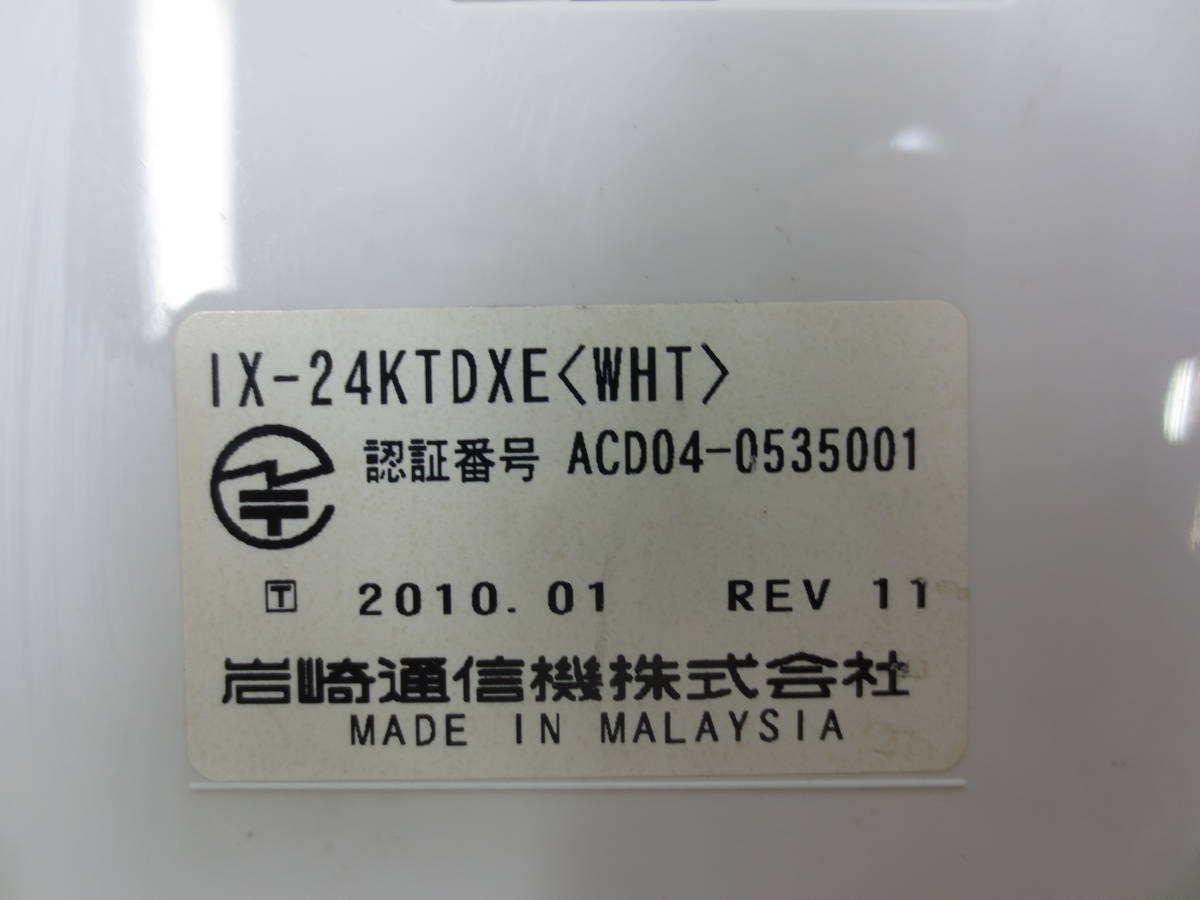 IX-24KTDXE<WHT>
認証番号 ACD04-0535001
T 2010.01 REV 11
岩崎通信機株式会社
MADE IN MALAYSIA